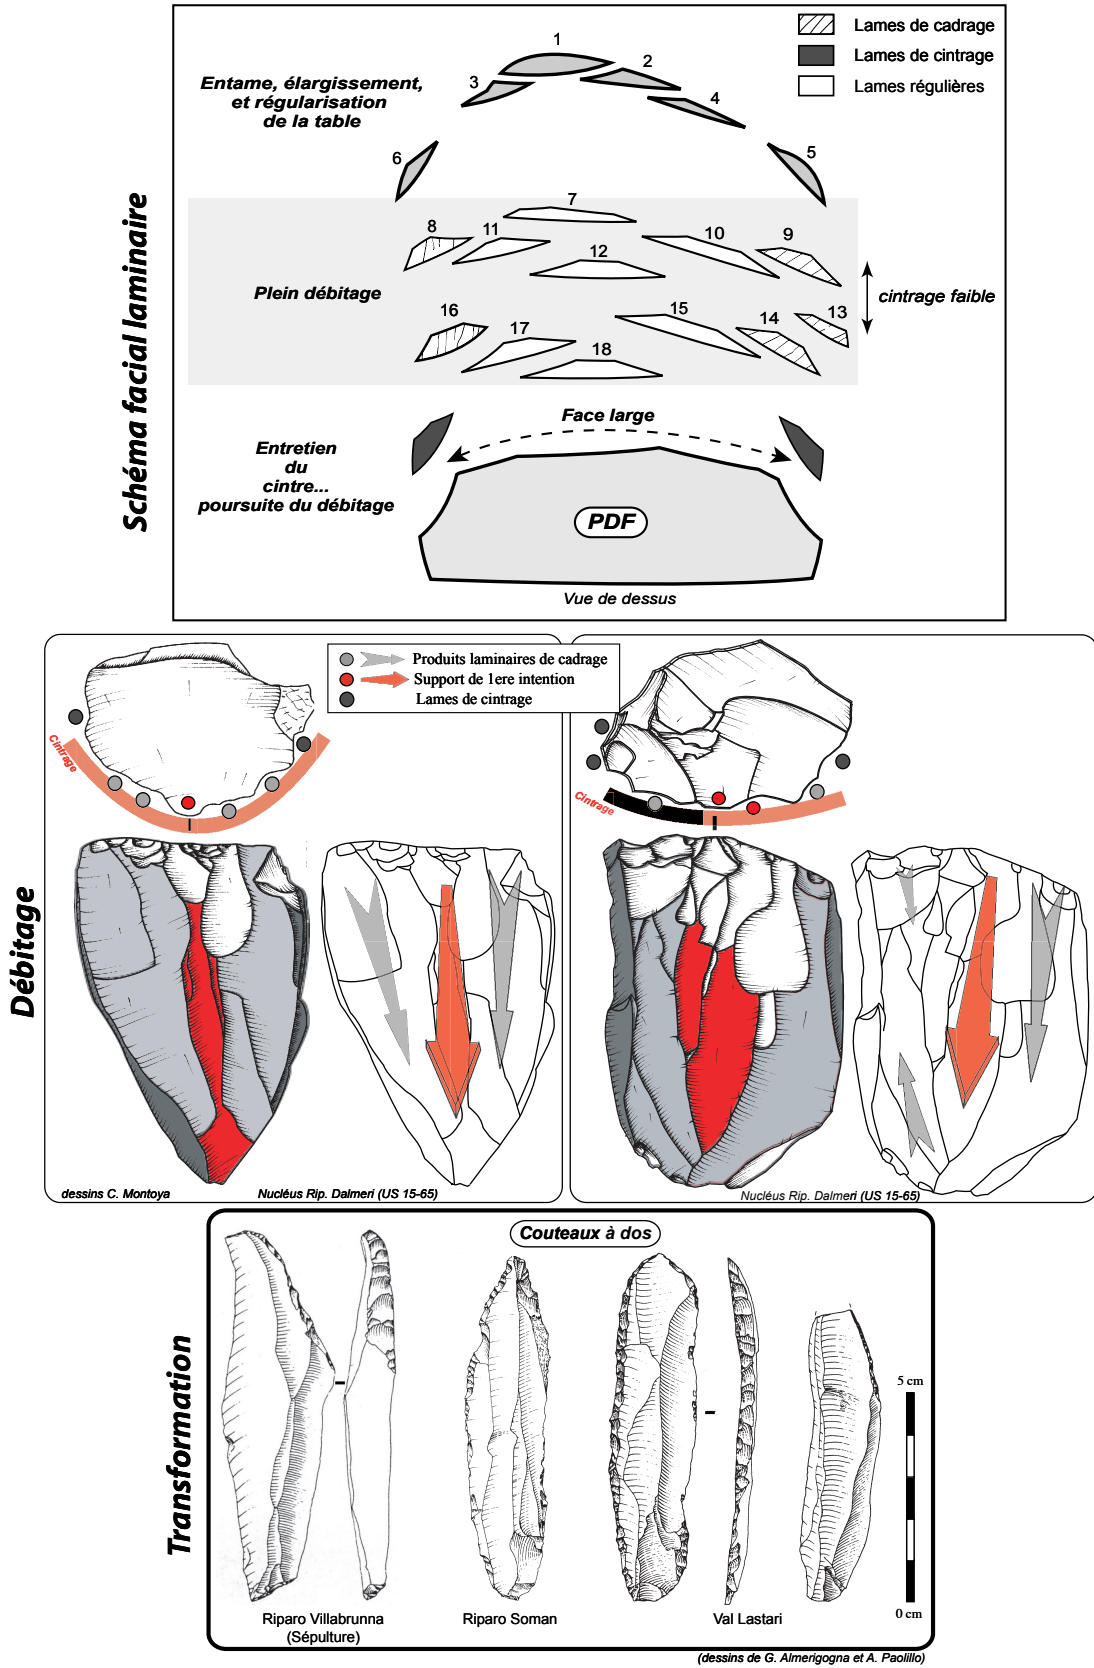 Schéma facial laminaire
Lames de cadrage
Lames de cintrage
Lames régulières
Entame, élargissement,
et régularisation
de la table
1
2
3
4
5
6
7
8
11
10
9
12
Plein débitage
cintrage faible
16
17
15
14
13
18
Face large
Entretien
du
cintre...
poursuite du débitage
PDF
Vue de dessus
Débitage
Produits laminaires de cadrage
Support de 1ere intention
Lames de cintrage
Cintrage
Cintrage
dessins C. Montoya
Nucléus Rip. Dalmeri (US 15-65)
Nucléus Rip. Dalmeri (US 15-65)
Transformation
Couteaux à dos
5 cm
0 cm
Riparo Villabrunna
(Sépulture)
Riparo Soman
Val Lastari
(dessins de G. Almerigogna et A. Paolillo)